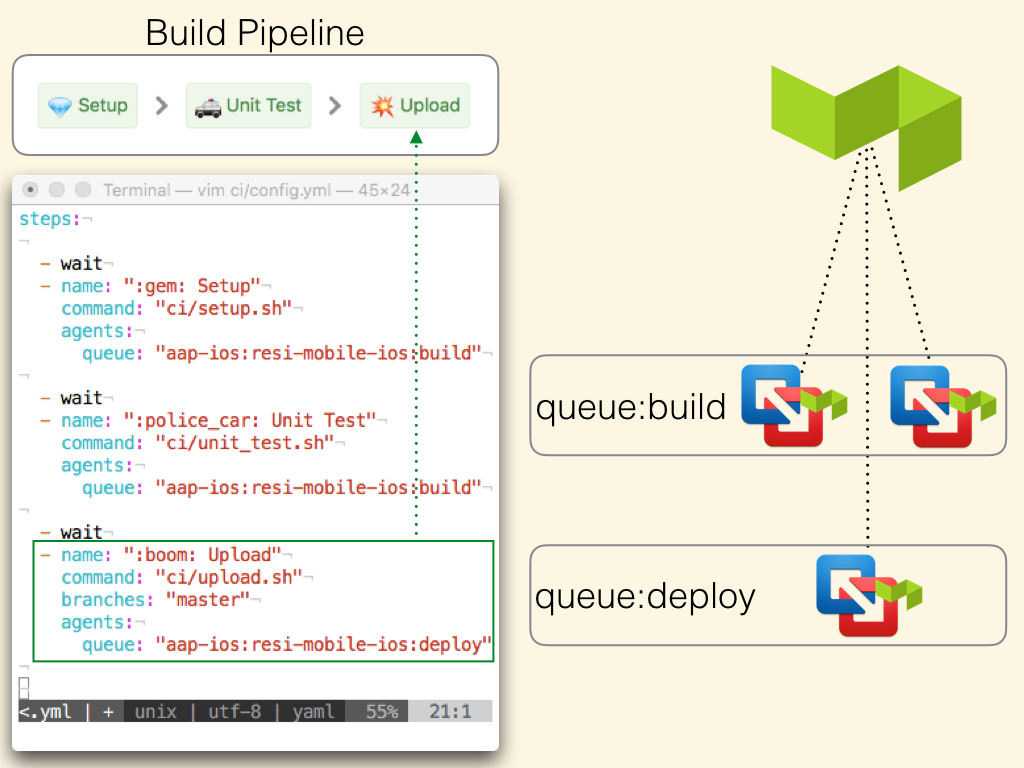 Build Pipeline
Setup
Unit Test
Upload
Terminal — vim ci/config.yml — 45×24
steps:¬
¬
- wait¬
- name: ":gem: Setup"¬
command: "ci/setup.sh"¬
agents:¬
queue: "aap-ios:resi-mobile-ios:build"¬
¬
- wait¬
- name: ":police_car: Unit Test"¬
command: "ci/unit_test.sh"¬
agents:¬
queue: "aap-ios:resi-mobile-ios:build"¬
¬
- wait¬
- name: ":boom: Upload"¬
command: "ci/upload.sh"¬
branches: "master"¬
agents:¬
queue: "aap-ios:resi-mobile-ios:deploy"
¬
<.yml | + unix | utf-8 | yaml 55% 21:1
queue:build
queue:deploy